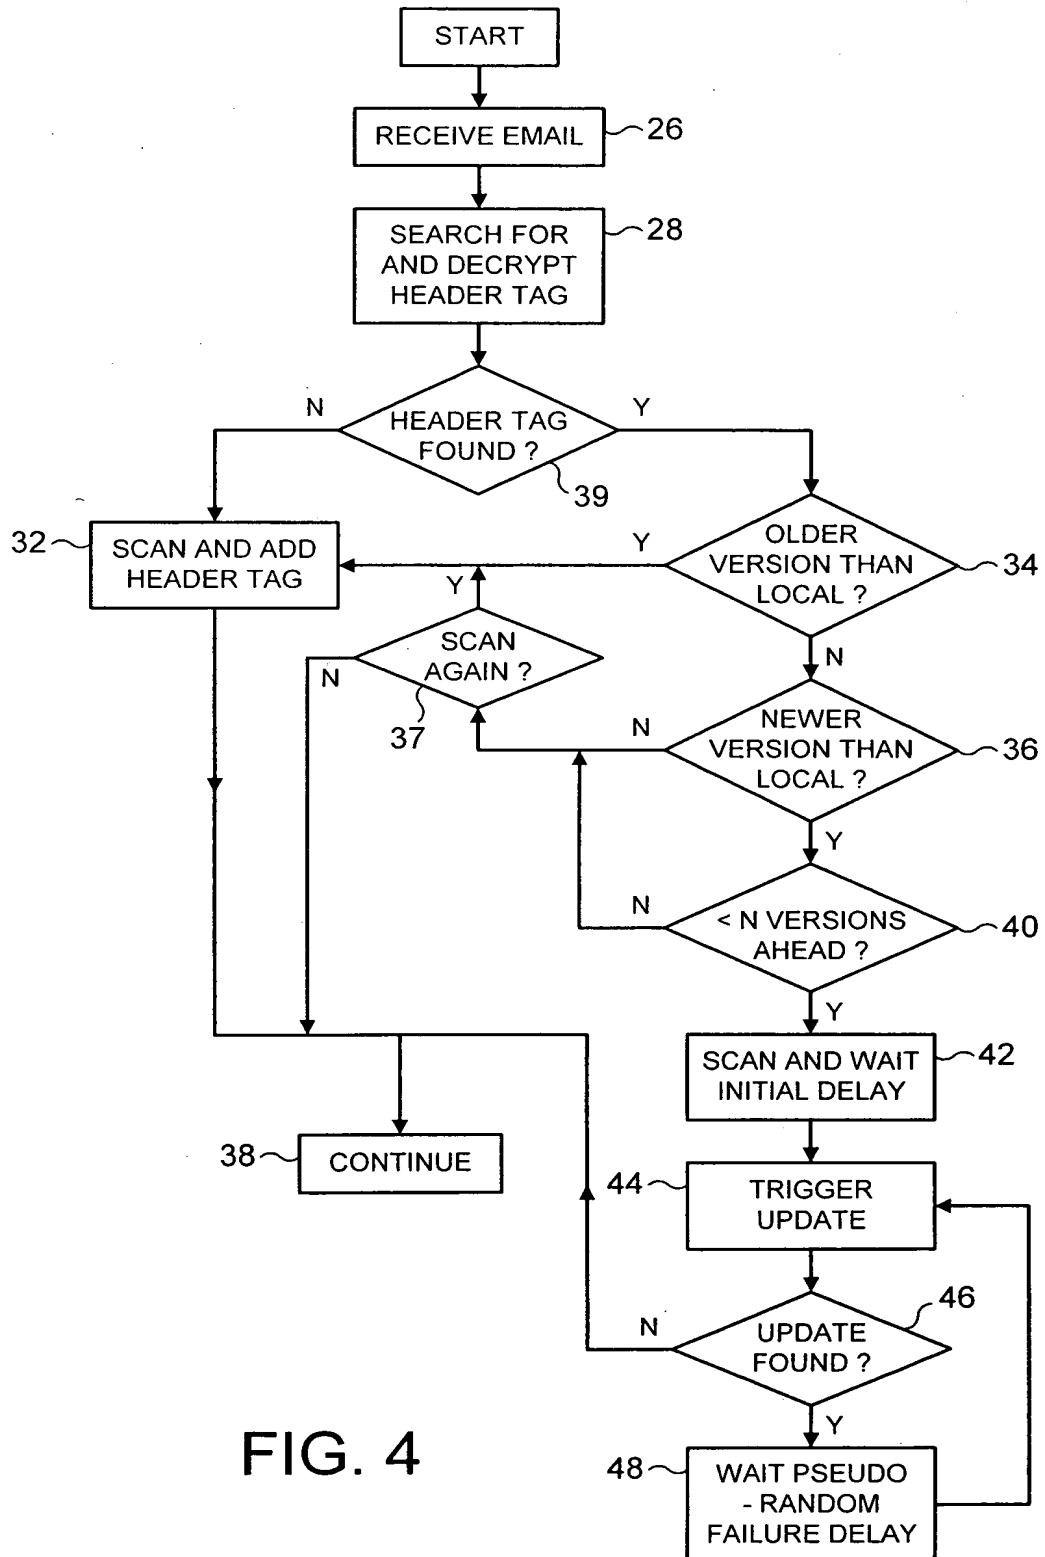 START
RECEIVE EMAIL
26
SEARCH FOR
AND DECRYPT
HEADER TAG
28
N
Y
HEADER TAG
FOUND ?
39
32
SCAN AND ADD
HEADER TAG
Y
OLDER
VERSION THAN
LOCAL ?
34
Y
SCAN
AGAIN ?
N
37
N
N
NEWER
VERSION THAN
LOCAL ?
36
Y
N
< N VERSIONS
AHEAD ?
40
Y
SCAN AND WAIT
INITIAL DELAY
42
38
CONTINUE
44
TRIGGER
UPDATE
46
N
UPDATE
FOUND ?
Y
48
WAIT PSEUDO
- RANDOM
FAILURE DELAY
FIG. 4